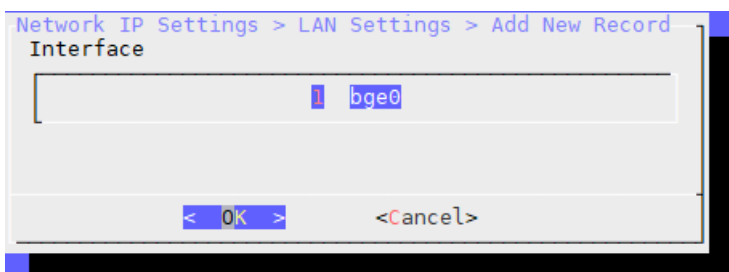 Network IP Settings > LAN Settings > Add New Record
Interface
1 bge0
< OK > <Cancel>